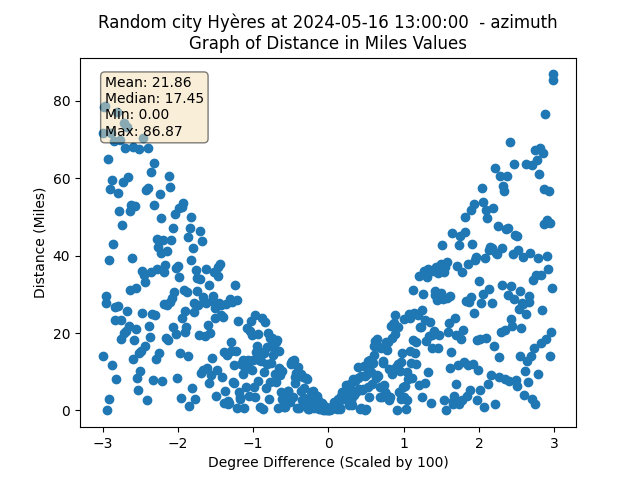 Random city Hyères at 2024-05-16 13:00:00  - azimuth
Graph of Distance in Miles Values
Mean: 21.86
Median: 17.45
Min: 0.00
Max: 86.87
80
60
40
20
0
Distance (Miles)
−3
−2
−1
0
1
2
3
Degree Difference (Scaled by 100)